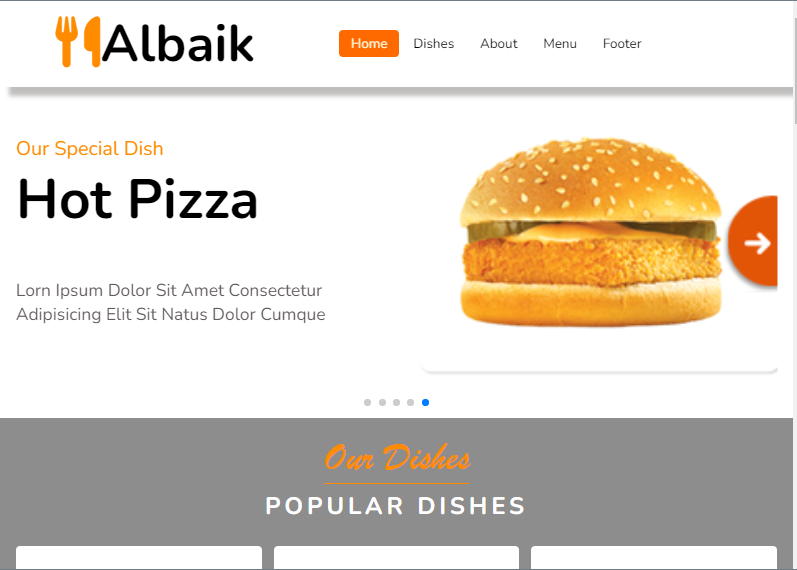 Albaik
Home Dishes About Menu Footer
Our Special Dish
Hot Pizza
Lorn Ipsum Dolor Sit Amet Consectetur
Adipisicing Elit Sit Natus Dolor Cumque
Our Dishes
POPULAR DISHES